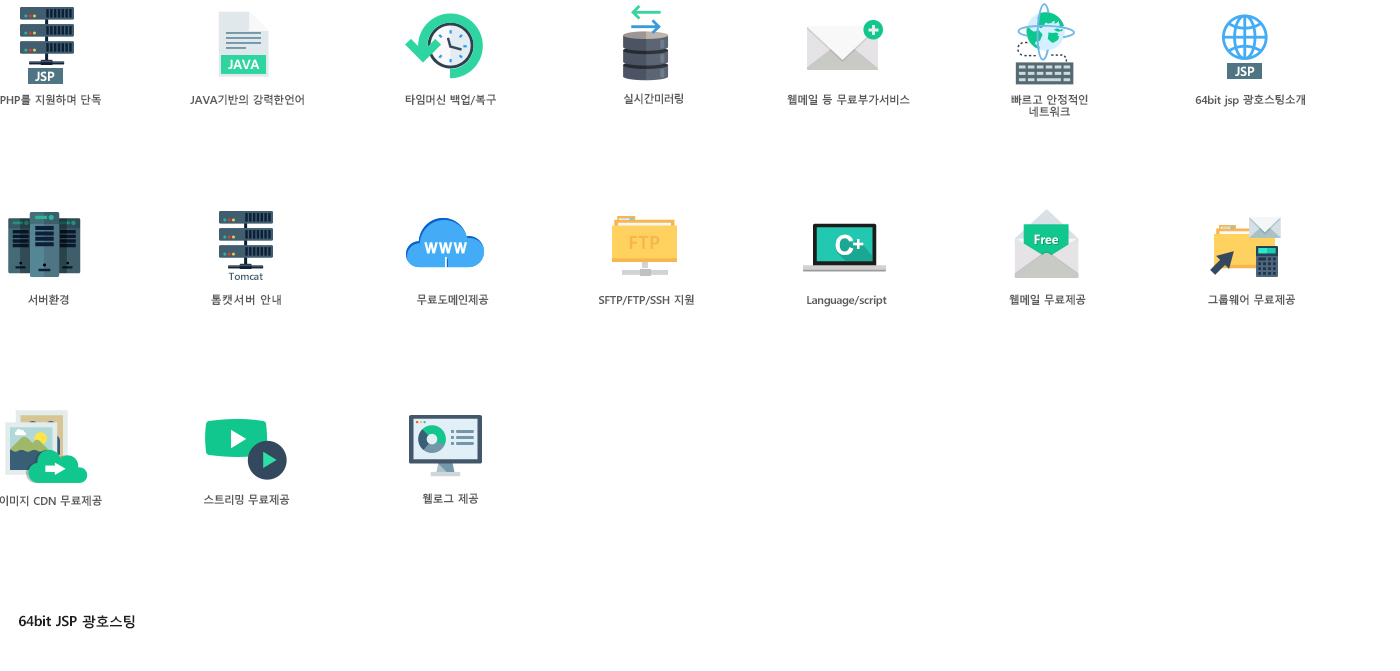 JSP
PHP를 지원하며 단독
JAVA
JAVA기반의 강력한언어
타임머신 백업/복구
실시간미러링
웹메일 등 무료부가서비스
빠르고 안정적인
네트워크
JSP
64bit jsp 광호스팅소개
서버환경
Tomcat
톰캣서버 안내
WWW
무료도메인제공
FTP
SFTP/FTP/SSH 지원
C+
Language/script
Free
웹메일 무료제공
그룹웨어 무료제공
이미지 CDN 무료제공
스트리밍 무료제공
웹로그 제공
64bit JSP 광호스팅